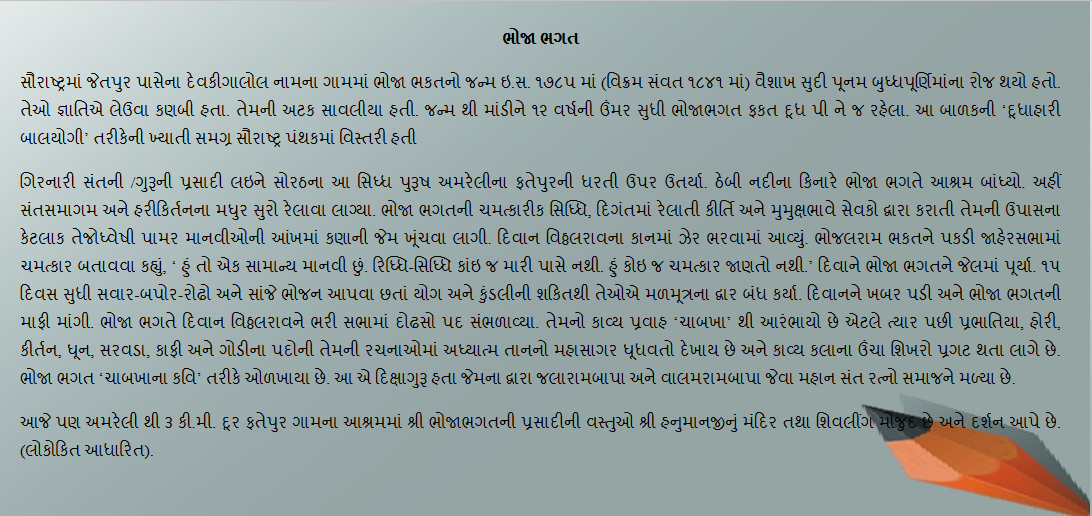 ભોજા ભગત
સૌરાષ્ટ્રમાં જેતપુર પાસેના દેવકીગાલોલ નામના ગામમાં ભોજા ભકતનો જન્મ ઇ.સ. ૧૭૮૫ માં (વિક્રમ સંવત ૧૮૪૧ માં) વૈશાખ સુદી પૂનમ બુધ્ધપૂર્ણિમાંના રોજ થયો હતો.
તેઓ જ્ઞાતિએ લેઉવા કણબી હતા. તેમની અટક સાવલીયા હતી. જન્મ થી માંડીને ૧૨ વર્ષની ઉંમર સુધી ભોજાભગત ફકત દૂધ પી ને જ રહેલા. આ બાળકની ‘દૂધાહારી
બાલયોગી’ તરીકેની ખ્યાતી સમગ્ર સૌરાષ્ટ્ર પંથકમાં વિસ્તરી હતી
ગિરનારી સંતની /ગુરૂની પ્રસાદી લઇને સોરઠના આ સિધ્ધ પુરૂષ અમરેલીના ફતેપુરની ધરતી ઉપર ઉતર્યા. ઠેબી નદીના કિનારે ભોજા ભગતે આશ્રમ બાંધ્યો. અહીં
સંતસમાગમ અને હરીકિર્તનના મધુર સુરો રેલાવા લાગ્યા. ભોજા ભગતની ચમત્કારીક સિધ્ધિ, દિગંતમાં રેલાતી કીર્તિ અને મુમુક્ષભાવે સેવકો દ્વારા કરાતી તેમની ઉપાસના
કેટલાક તેજોધ્વેષી પામર માનવીઓની આંખમાં કણાની જેમ ખૂંચવા લાગી. દિવાન વિઠ્ઠલરાવના કાનમાં ઝેર ભરવામાં આવ્યું. ભોજલરામ ભકતને પકડી જાહેરસભામાં
ચમત્કાર બતાવવા કહ્યું, ‘ હું તો એક સામાન્ય માનવી છું. રિધ્ધિ-સિધ્ધિ કાંઇ જ મારી પાસે નથી. હું કોઇ જ ચમત્કાર જાણતો નથી.’ દિવાને ભોજા ભગતને જેલમાં પૂર્યા. ૧૫
દિવસ સુધી સવાર-બપોર-રોઢો અને સાંજે ભોજન આપવા છતાં યોગ અને કુંડલીની શકિતથી તેઓએ મળમૂત્રના દ્વાર બંધ કર્યા. દિવાનને ખબર પડી અને ભોજા ભગતની
માફી માંગી. ભોજા ભગતે દિવાન વિઠ્ઠલરાવને ભરી સભામાં દોઢસો પદ સંભળાવ્યા. તેમનો કાવ્ય પ્રવાહ ‘ચાબખા’ થી આરંભાયો છે એટલે ત્યાર પછી પ્રભાતિયા, હોરી,
કીર્તન, ધૂન, સરવડા, કાફી અને ગોડીના પદોની તેમની રચનાઓમાં અધ્યાત્મ તાનનો મહાસાગર ઘૂઘવતો દેખાય છે અને કાવ્ય કલાના ઉંચા શિખરો પ્રગટ થતા લાગે છે.
ભોજા ભગત ‘ચાબખાના કવિ’ તરીકે ઓળખાયા છે. આ એ દિક્ષાગુરૂ હતા જેમના દ્વારા જલારામબાપા અને વાલમરામબાપા જેવા મહાન સંત રત્નો સમાજને મળ્યા છે.
આજે પણ અમરેલી થી ૩ કી.મી. દૂર ફતેપુર ગામના આશ્રમમાં શ્રી ભોજાભગતની પ્રસાદીની વસ્તુઓ શ્રી હનુમાનજીનું મંદિર તથા શિવલીંગ મોજુદ છે અને દર્શન આપે છે.
(લોકોકિત આધારિત).